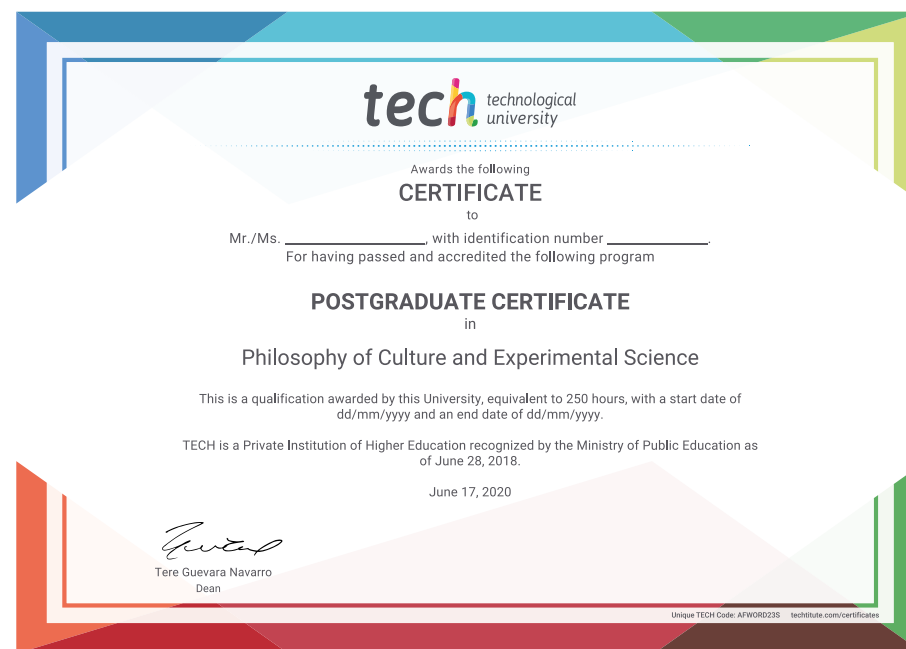 tech technological
university
Awards the following
CERTIFICATE
to
Mr./Ms. ____________________, with identification number ______________.
For having passed and accredited the following program
POSTGRADUATE CERTIFICATE
in
Philosophy of Culture and Experimental Science
This is a qualification awarded by this University, equivalent to 250 hours, with a start date of
dd/mm/yyyy and an end date of dd/mm/yyyy.
TECH is a Private Institution of Higher Education recognized by the Ministry of Public Education as
of June 28, 2018.
June 17, 2020
Tere Guevara Navarro
Dean
Unique TECH Code: AFWORD23S techtitute.com/certificates